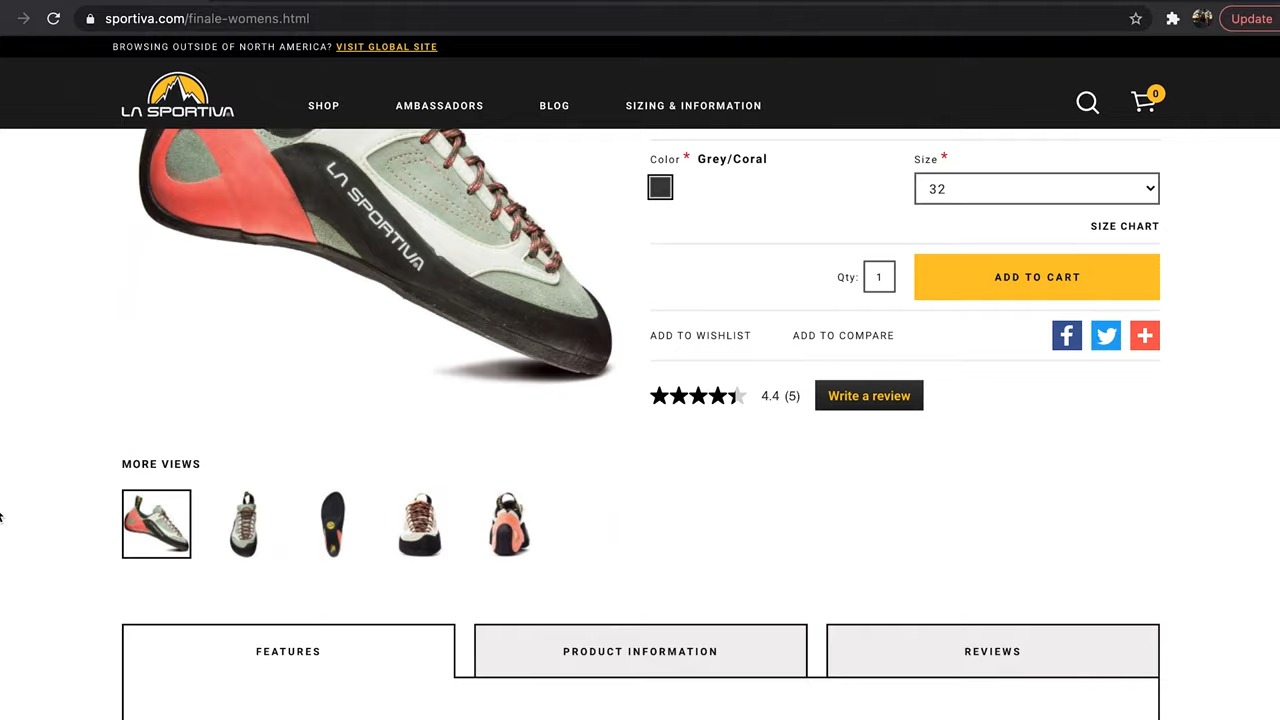 sportiva.com/finale-womens.html
Update
BROWSING OUTSIDE OF NORTH AMERICA? VISIT GLOBAL SITE
LA SPORTIVA
SHOP
AMBASSADORS
BLOG
SIZING & INFORMATION
0
LA SPORTIVA
Color * Grey/Coral
Size *
32
SIZE CHART
Qty: 1
ADD TO CART
ADD TO WISHLIST
ADD TO COMPARE
4.4 (5)
Write a review
MORE VIEWS
FEATURES
PRODUCT INFORMATION
REVIEWS